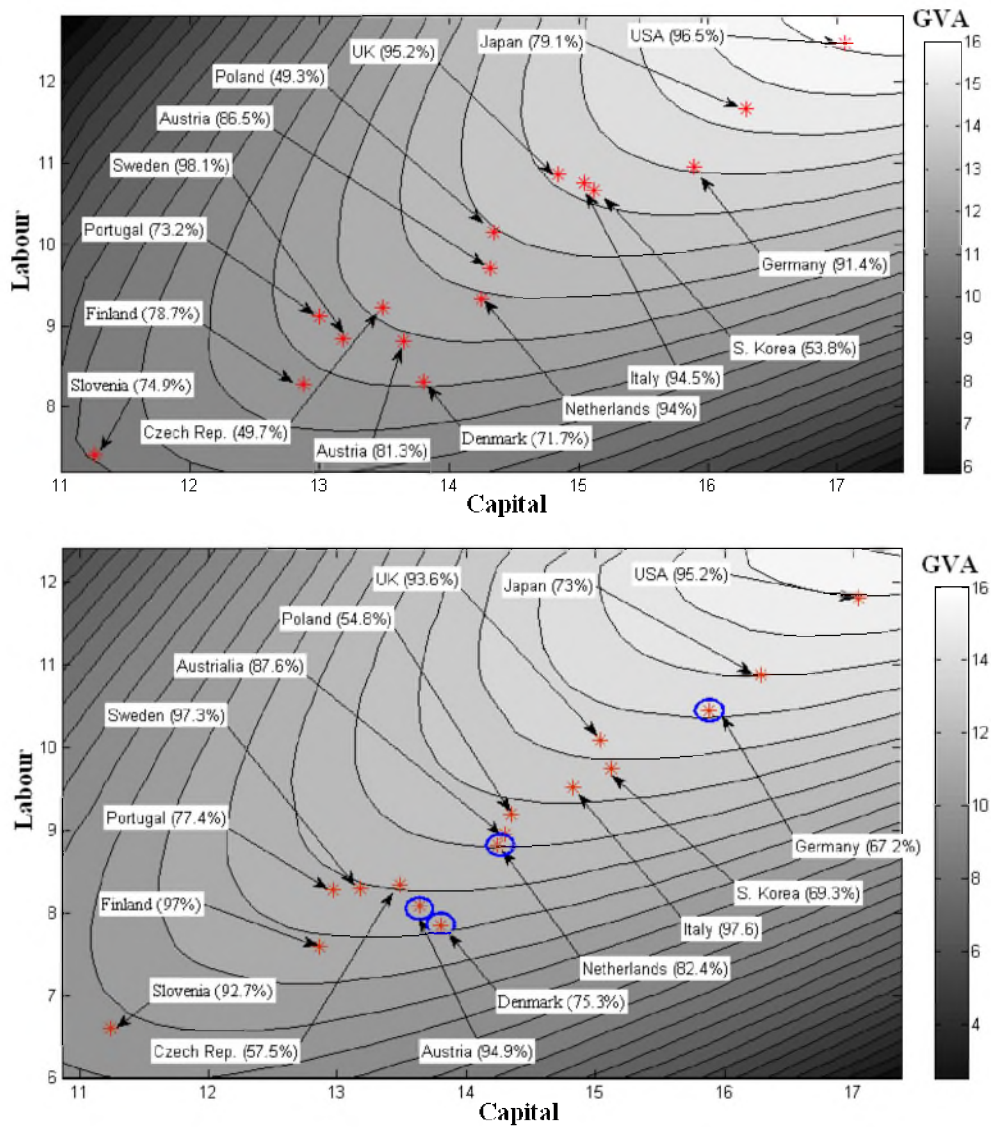 GVA
UK (95.2%)
Japan (79.1%)
USA (96.5%)
Poland (49.3%)
Austria (86.5%)
Sweden (98.1%)
Portugal (73.2%)
Finland (78.7%)
Slovenia (74.9%)
Czech Rep. (49.7%)
Austria (81.3%)
Denmark (71.7%)
Netherlands (94%)
Italy (94.5%)
S. Korea (53.8%)
Germany (91.4%)
Labour
12
11
10
9
8
11 12 13 14 15 16 17
Capital
16
15
14
13
12
11
10
9
8
7
6
GVA
UK (93.6%)
Japan (73%)
USA (95.2%)
Poland (54.8%)
Austrialia (87.6%)
Sweden (97.3%)
Portugal (77.4%)
Finland (97%)
Slovenia (92.7%)
Czech Rep. (57.5%)
Austria (94.9%)
Denmark (75.3%)
Netherlands (82.4%)
Italy (97.6)
S. Korea (69.3%)
Germany (67.2%)
Labour
12
11
10
9
8
7
6
11 12 13 14 15 16 17
Capital
16
14
12
10
8
6
4